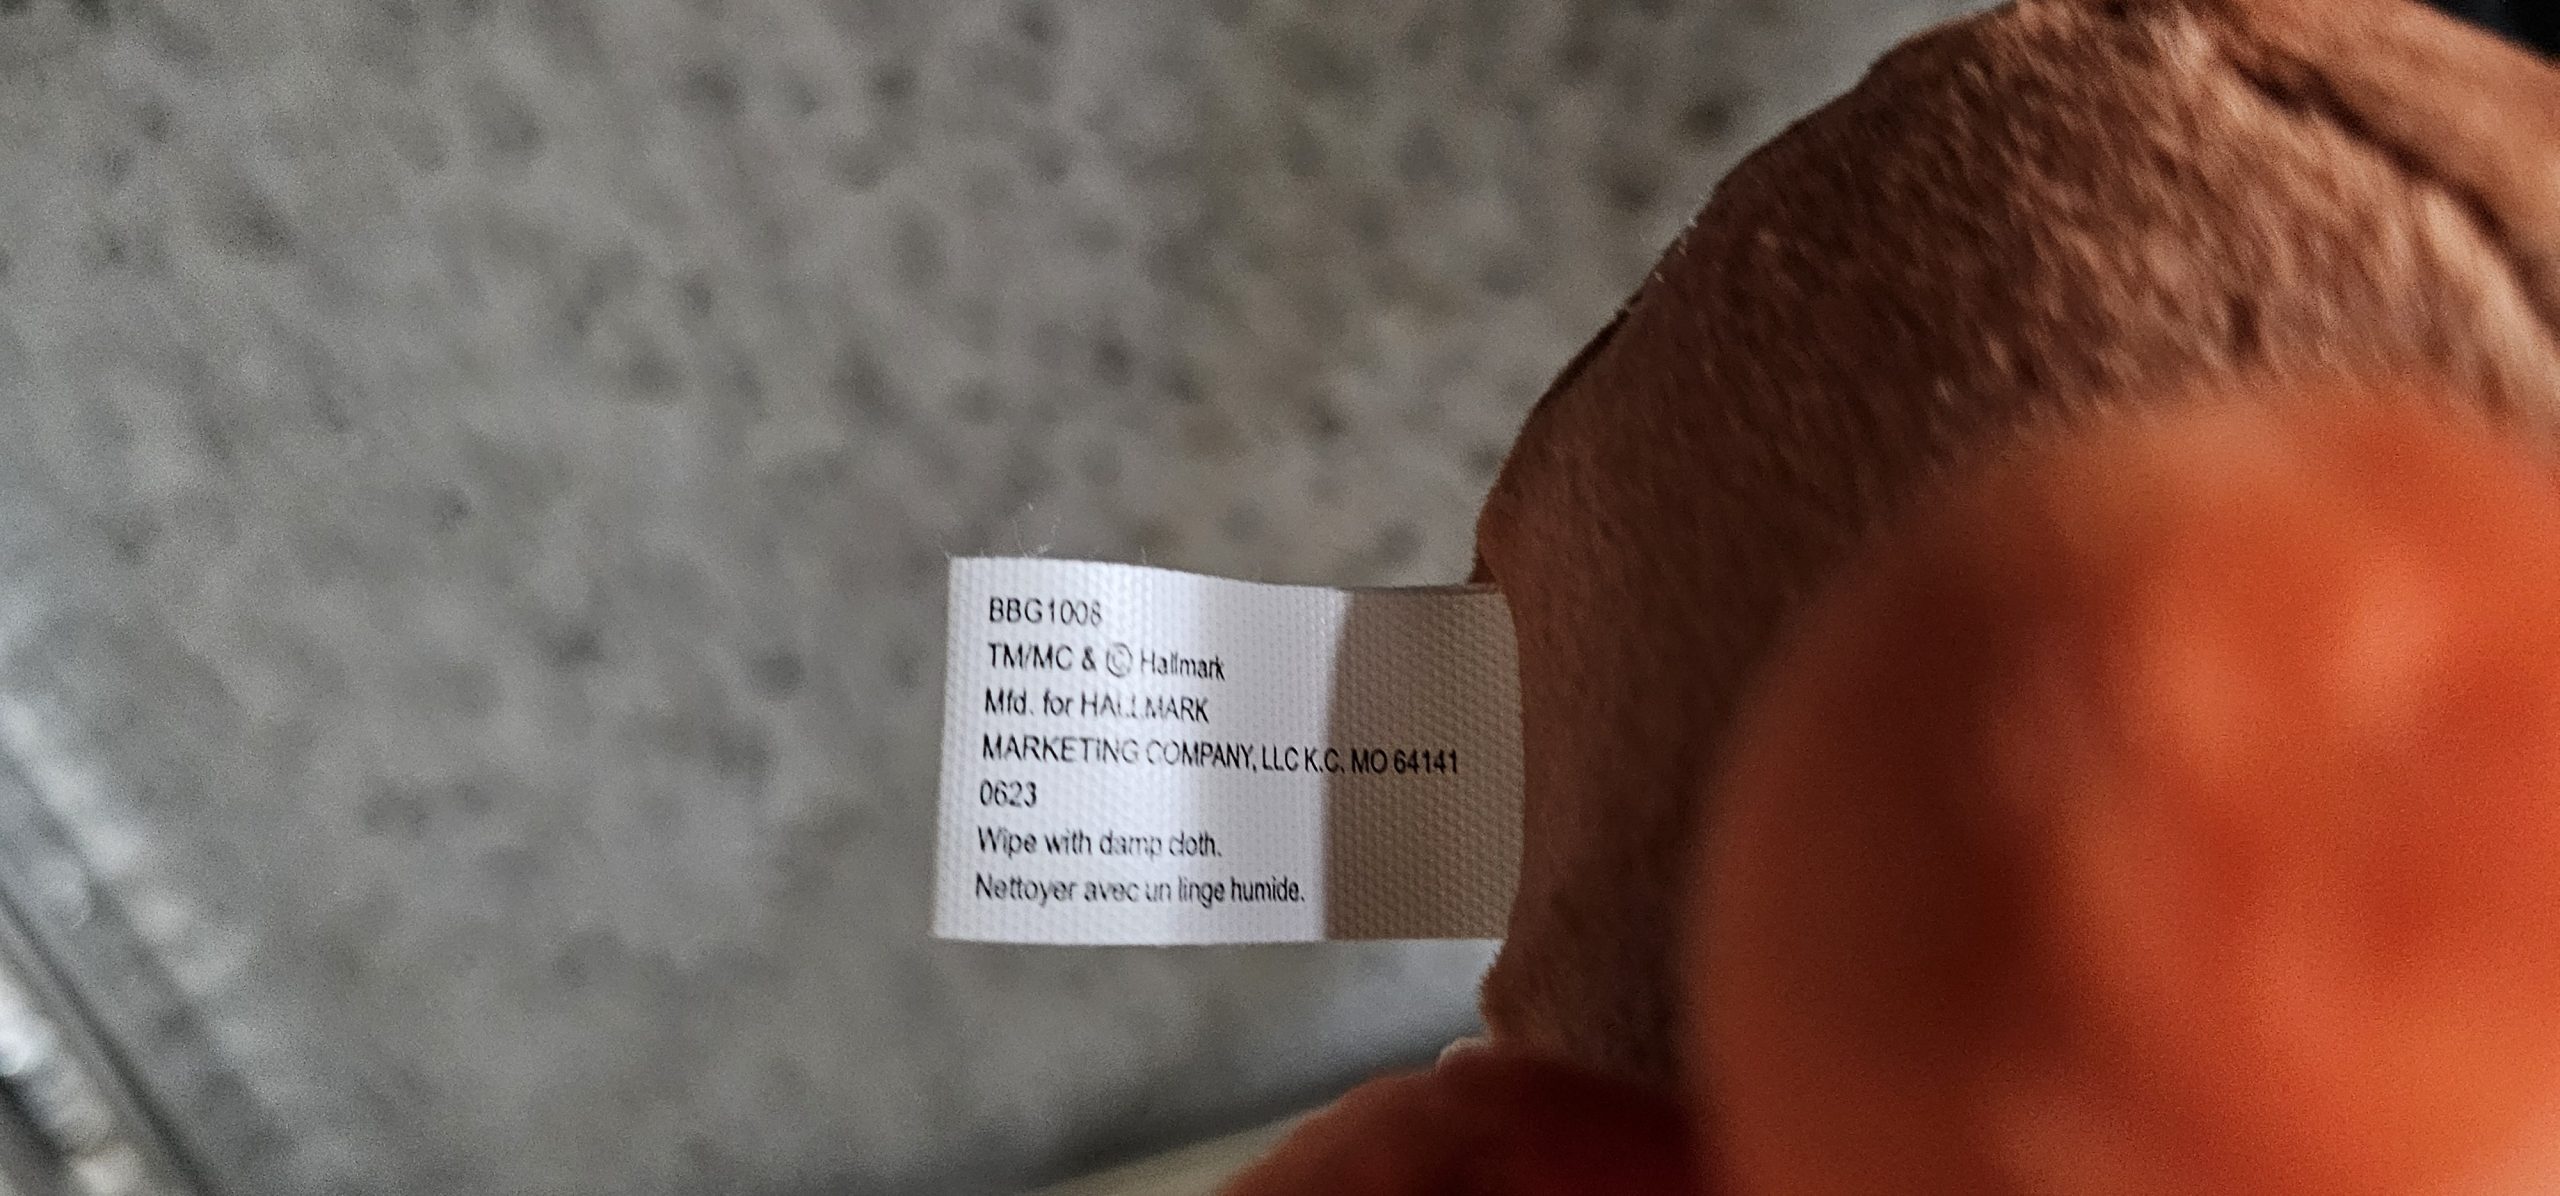 BBG1008
TM/MC & © Hallmark
Mfd. for HALLMARK
MARKETING COMPANY, LLC K.C. MO 64141
0623
Wipe with damp cloth.
Nettoyer avec un linge humide.